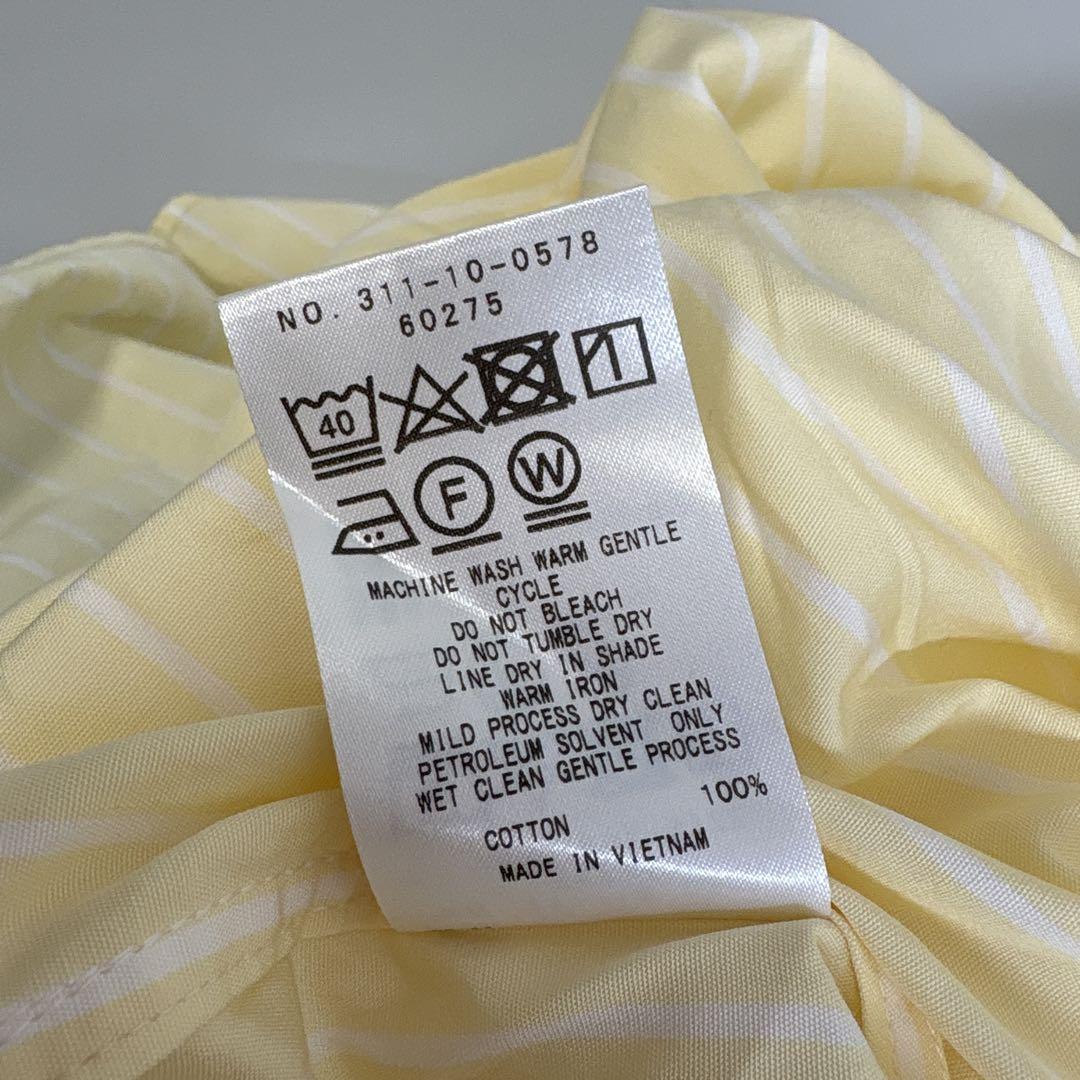 NO. 311-10-0578
60275
40
F W
MACHINE WASH WARM GENTLE
CYCLE
DO NOT BLEACH
DO NOT TUMBLE DRY
LINE DRY IN SHADE
WARM IRON
MILD PROCESS DRY CLEAN
PETROLEUM SOLVENT ONLY
WET CLEAN GENTLE PROCESS
100%
COTTON
MADE IN VIETNAM